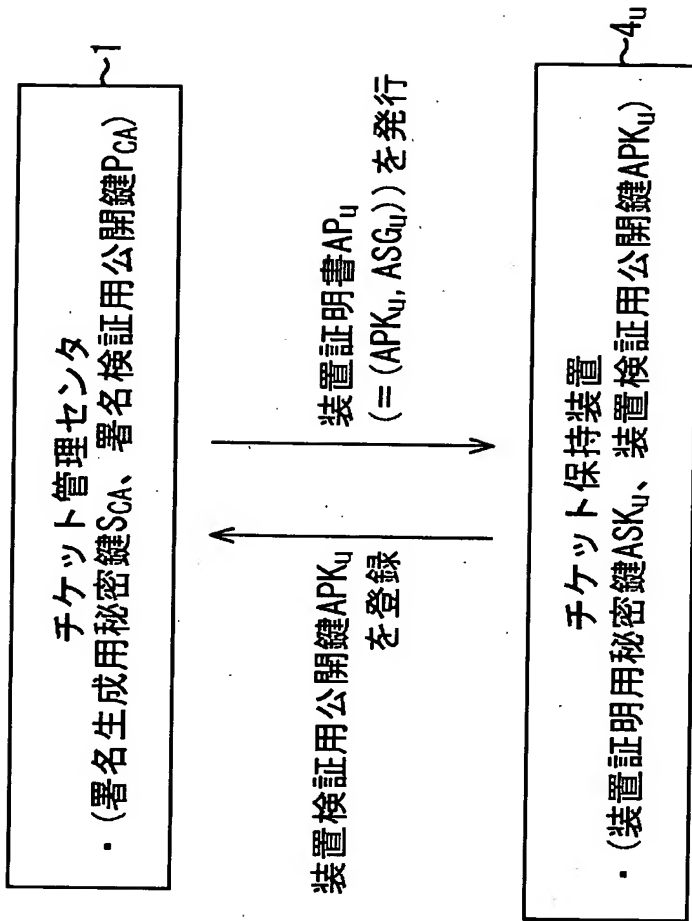 チケット管理センタ
・(署名生成用秘密鍵SCA、署名検証用公開鍵PCA)
~1
装置検証用公開鍵APKu
を登録
装置証明書APu
(=(APKu, ASGu))を発行
チケット保持装置
・(装置証明用秘密鍵ASKu、装置検証用公開鍵APKu)
~4u